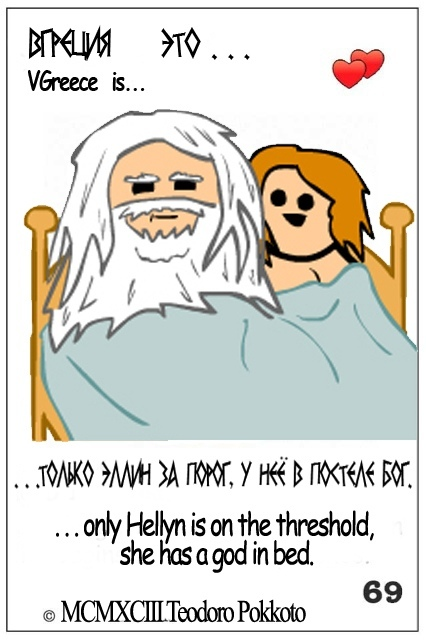 ВГРЕЦИЯ ЭТО ...
VGreece is...
...ТОЛЬКО ЭЛЛИН ЗА ПОРОГ, У НЕЁ В ПОСТЕЛЕ БОГ.
...only Hellyn is on the threshold,
she has a god in bed.
69
© MCMXCIII.Teodoro Pokkoto